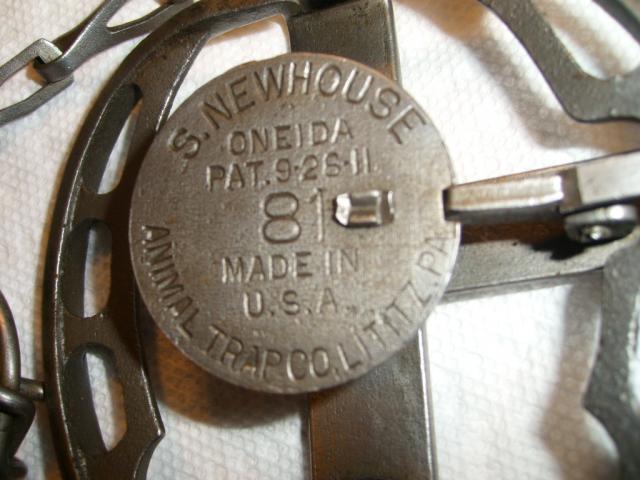 S. NEWHOUSE
ONEIDA
PAT. 9-26-11
81
MADE IN
U.S.A.
ANIMAL TRAP CO. LITITZ PA